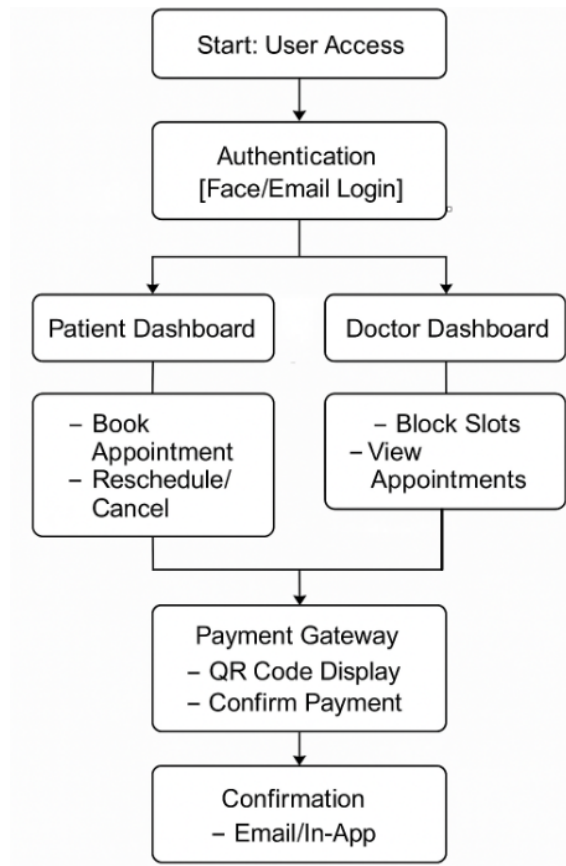 Start: User Access
Authentication
[Face/Email Login]
Patient Dashboard
Doctor Dashboard
– Book
Appointment
– Reschedule/
Cancel
– Block Slots
– View
Appointments
Payment Gateway
– QR Code Display
– Confirm Payment
Confirmation
– Email/In-App